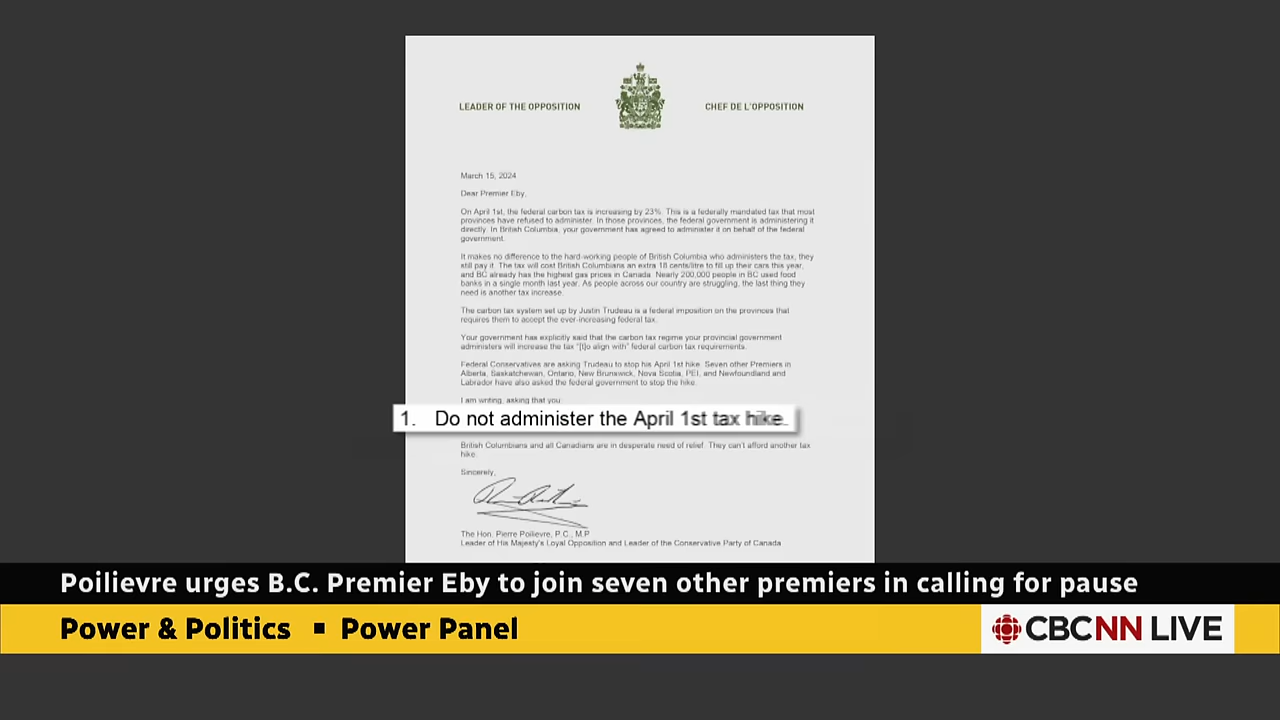 LEADER OF THE OPPOSITION
CHEF DE L'OPPOSITION
March 15, 2024
Dear Premier Eby,
On April 1st, the federal carbon tax is increasing by 23%. This is a federally mandated tax that most
provinces have refused to administer. In those provinces, the federal government is administering it
directly. In British Columbia, your government has agreed to administer it on behalf of the federal
government.
It makes no difference to the hard-working people of British Columbia who administers the tax, they
still pay it. The tax will cost British Columbians an extra 18 cents/litre to fill up their cars this year,
and BC already has the highest gas prices in Canada. Nearly 200,000 people in BC used food
banks in a single month last year. As people across our country are struggling, the last thing they
need is another tax increase.
The carbon tax system set up by Justin Trudeau is a federal imposition on the provinces that
requires them to accept the ever-increasing federal tax.
Your government has explicitly said that the carbon tax regime your provincial government
administers will increase the tax "[t]o align with" federal carbon tax requirements.
Federal Conservatives are asking Trudeau to stop his April 1st hike. Seven other Premiers in
Alberta, Saskatchewan, Ontario, New Brunswick, Nova Scotia, PEI, and Newfoundland and
Labrador have also asked the federal government to stop the hike.
I am writing, asking that you
1. Do not administer the April 1st tax hike.
British Columbians and all Canadians are in desperate need of relief. They can't afford another tax
hike.
Sincerely,
The Hon. Pierre Poilievre, P.C., M.P
Leader of His Majesty's Loyal Opposition and Leader of the Conservative Party of Canada
Poilievre urges B.C. Premier Eby to join seven other premiers in calling for pause
Power & Politics ▪ Power Panel
CBCNN LIVE